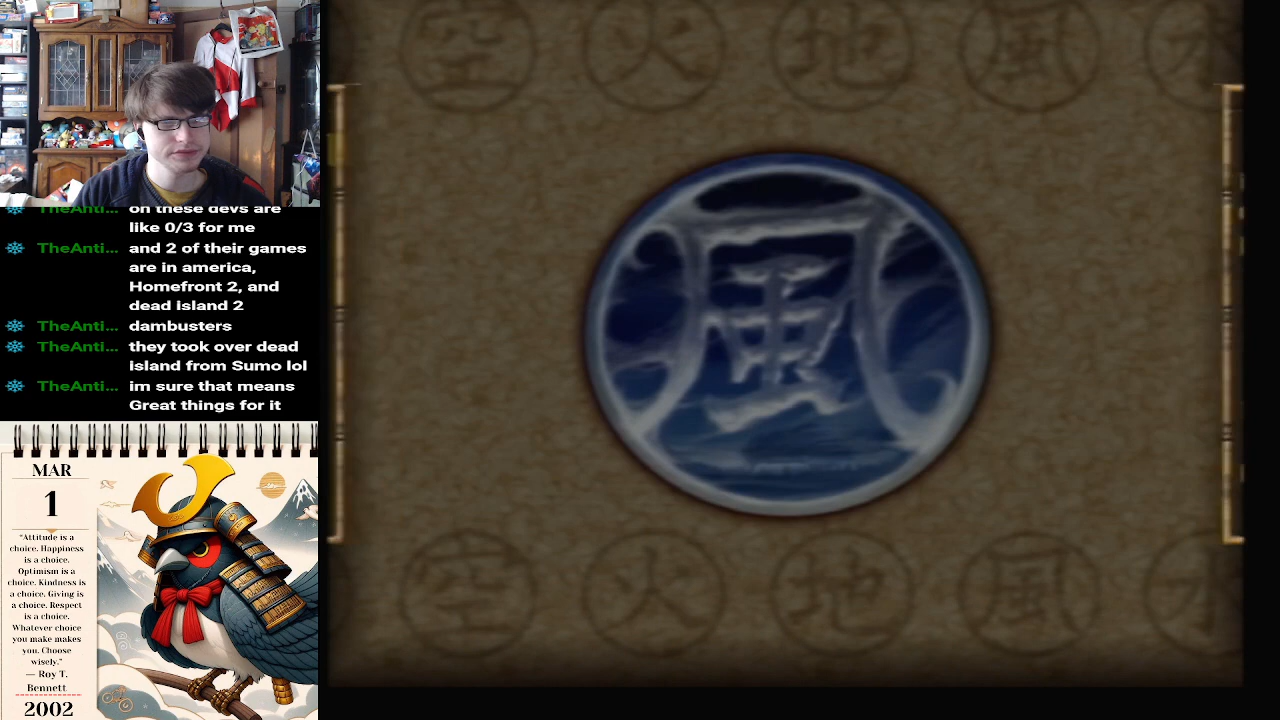 空 火 地 風 水
風
空 火 地 風
TheAnti... on these devs are
like 0/3 for me
TheAnti... and 2 of their games
are in america,
Homefront 2, and
dead island 2
TheAnti... dambusters
TheAnti... they took over dead
Island from Sumo lol
TheAnti... im sure that means
Great things for it
MAR
1
"Attitude is a
choice. Happiness
is a choice.
Optimism is a
choice. Kindness is
a choice. Giving is
a choice. Respect
is a choice.
Whatever choice
you make makes
you. Choose
wisely."
— Roy T.
Bennett
2002